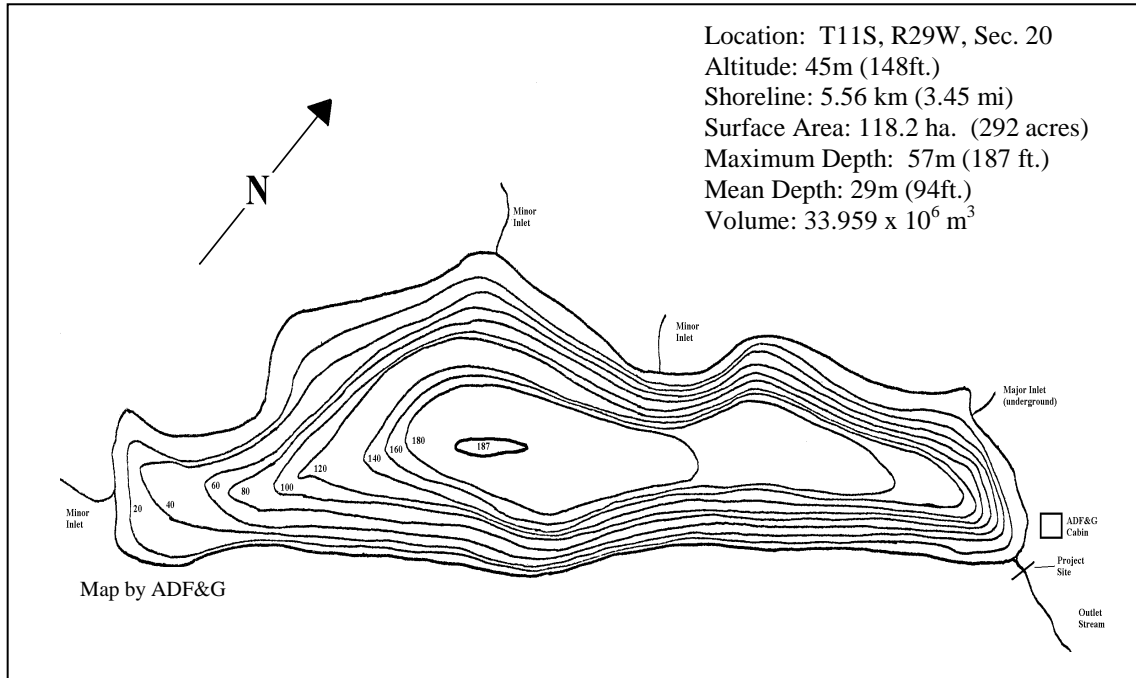 Location: T11S, R29W, Sec. 20
Altitude: 45m (148ft.)
Shoreline: 5.56 km (3.45 mi)
Surface Area: 118.2 ha. (292 acres)
Maximum Depth: 57m (187 ft.)
Mean Depth: 29m (94ft.)
Volume: 33.959 x 10⁶ m³
N
Minor
Inlet
Minor
Inlet
Major Inlet
(underground)
187
180
160
140
120
100
80
60
40
20
Minor
Inlet
ADF&G
Cabin
Project
Site
Outlet
Stream
Map by ADF&G